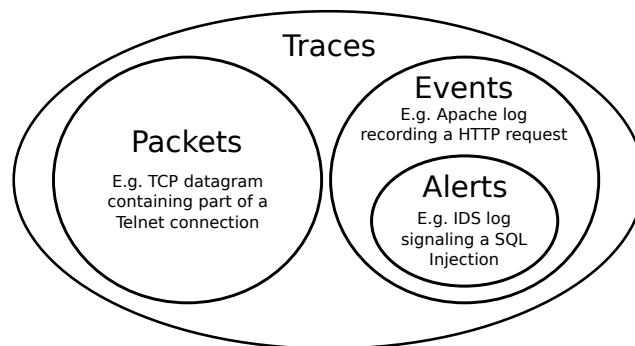 Traces
Packets
E.g. TCP datagram
containing part of a
Telnet connection
Events
E.g. Apache log
recording a HTTP request
Alerts
E.g. IDS log
signaling a SQL
Injection